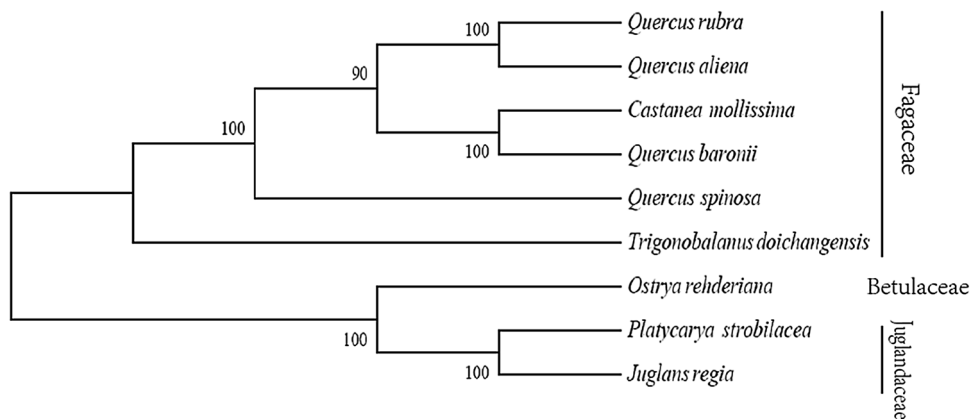 100
Quercus rubra
Quercus aliena
90
100
Castanea mollissima
Quercus baronii
100
Quercus spinosa
Trigonobalanus doichangensis
Fagaceae
Ostrya rehderiana
Betulaceae
100
Platycarya strobilacea
100
Juglans regia
Juglandaceae